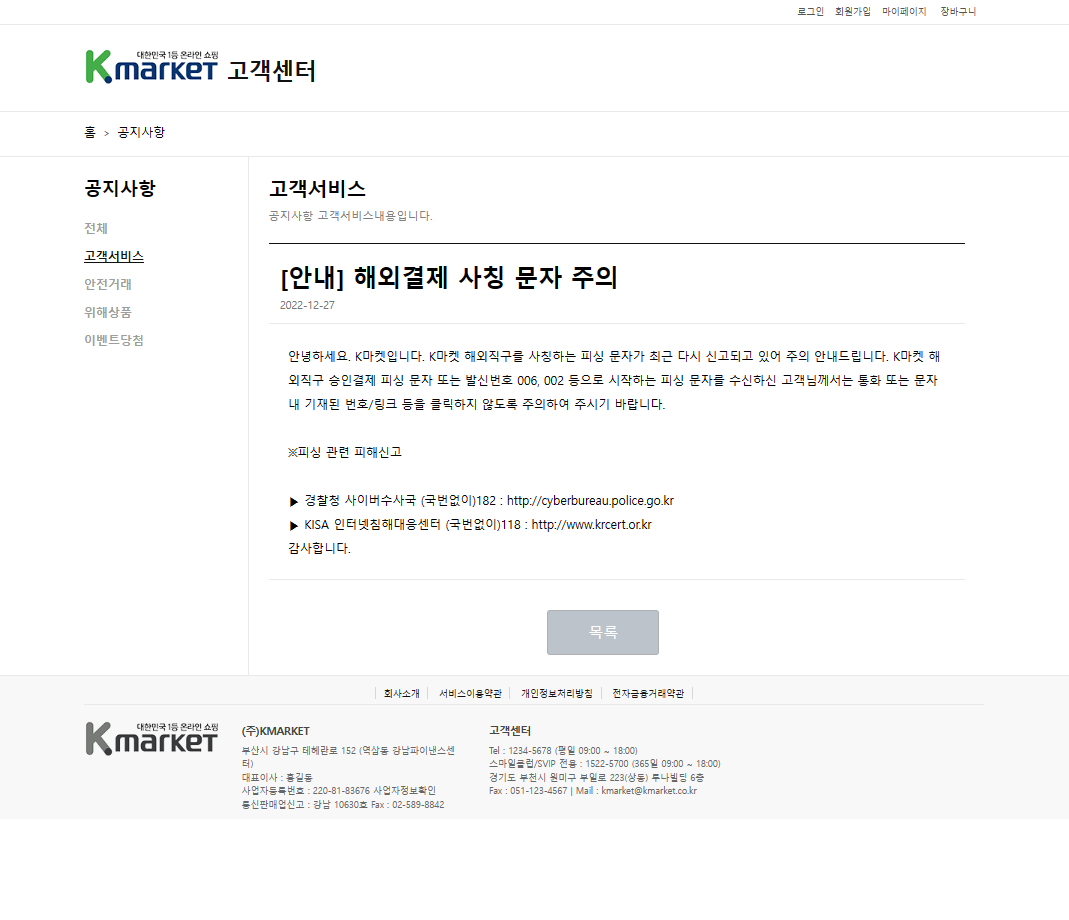 로그인 회원가입 마이페이지 장바구니
대한민국 1등 온라인 쇼핑
Kmarket 고객센터
홈 > 공지사항
공지사항
전체
고객서비스
안전거래
위해상품
이벤트당첨
고객서비스
공지사항 고객서비스내용입니다.
[안내] 해외결제 사칭 문자 주의
2022-12-27
안녕하세요. K마켓입니다. K마켓 해외직구를 사칭하는 피싱 문자가 최근 다시 신고되고 있어 주의 안내드립니다. K마켓 해
외직구 승인결제 피싱 문자 또는 발신번호 006, 002 등으로 시작하는 피싱 문자를 수신하신 고객님께서는 통화 또는 문자
내 기재된 번호/링크 등을 클릭하지 않도록 주의하여 주시기 바랍니다.
※피싱 관련 피해신고
▶ 경찰청 사이버수사국 (국번없이)182 : http://cyberbureau.police.go.kr
▶ KISA 인터넷침해대응센터 (국번없이)118 : http://www.krcert.or.kr
감사합니다.
목록
회사소개 서비스이용약관 개인정보처리방침 전자금융거래약관
대한민국 1등 온라인 쇼핑
Kmarket
(주)KMARKET
부산시 강남구 테헤란로 152 (역삼동 강남파이낸스센
터)
대표이사 : 홍길동
사업자등록번호 : 220-81-83676 사업자정보확인
통신판매업신고 : 강남 10630호 Fax : 02-589-8842
고객센터
Tel : 1234-5678 (평일 09:00 ~ 18:00)
스마일클럽/SVIP 전용 : 1522-5700 (365일 09:00 ~ 18:00)
경기도 부천시 원미구 부일로 223(상동) 투나빌딩 6층
Fax : 051-123-4567 | Mail : kmarket@kmarket.co.kr